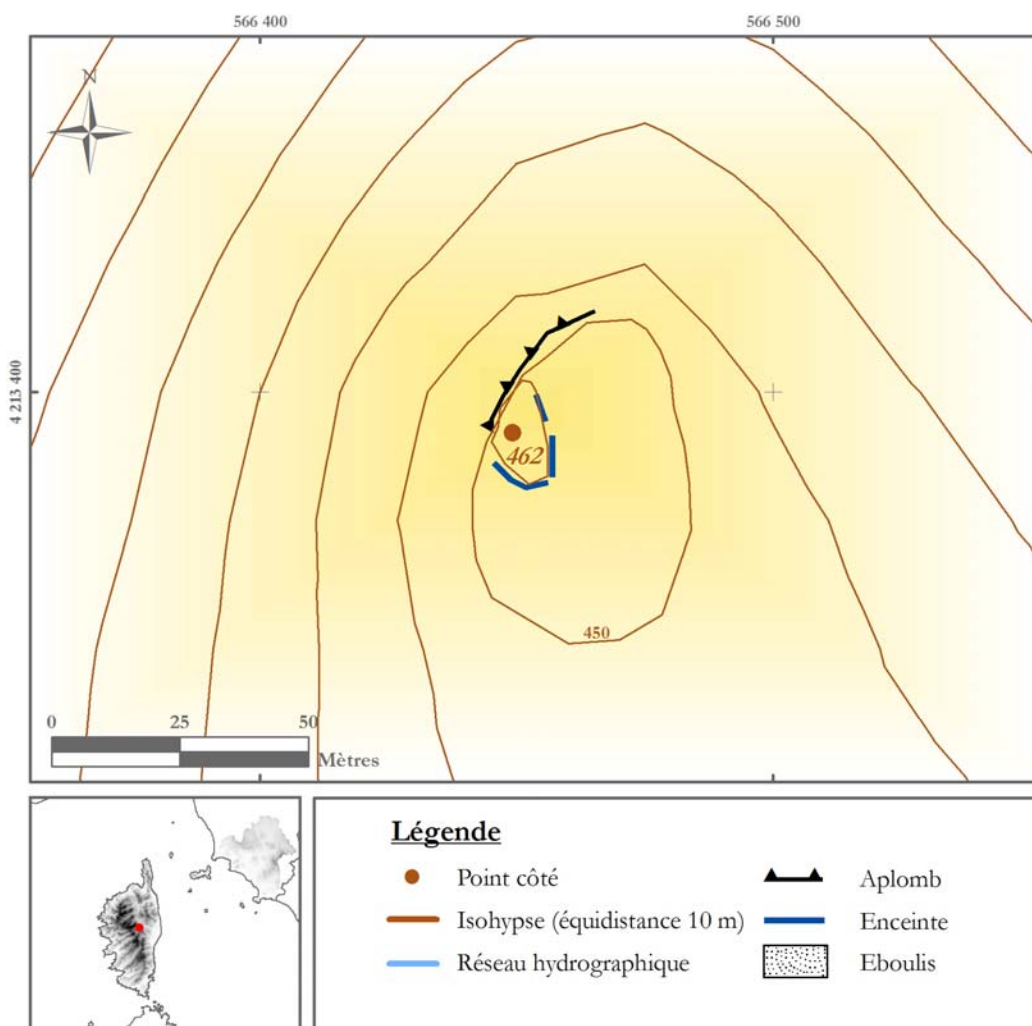 566 400
566 500
N
4 213 400
462
450
0 25 50
Mètres
Légende
Point côté
Isohypse (équidistance 10 m)
Réseau hydrographique
Aplomb
Enceinte
Eboulis